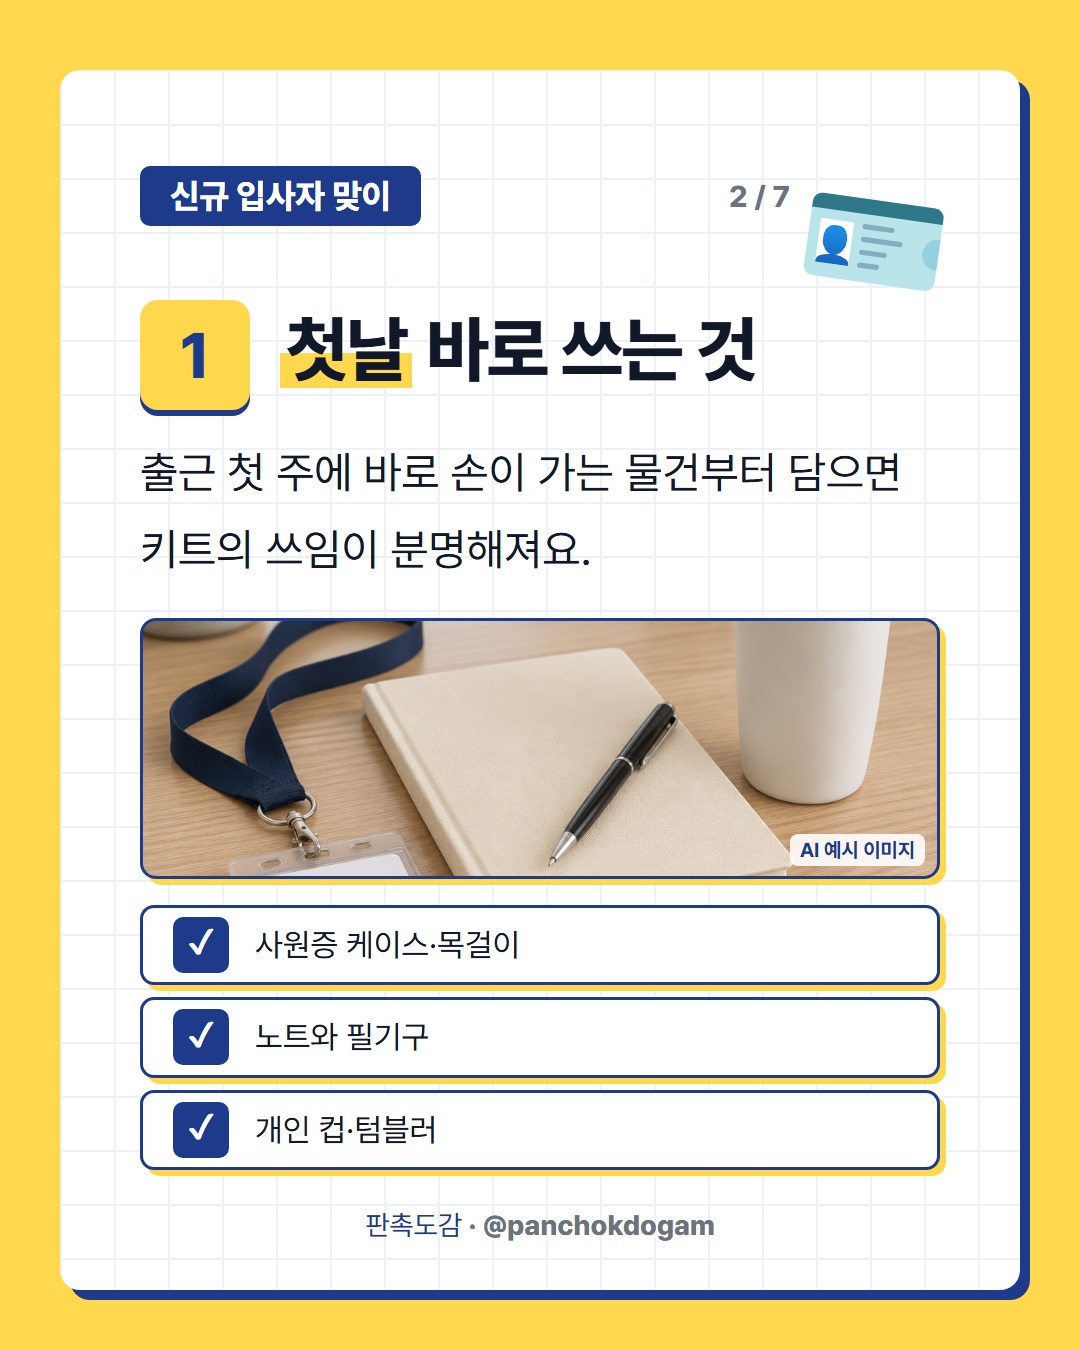 신규 입사자 맞이
2 / 7
1
첫날 바로 쓰는 것
출근 첫 주에 바로 손이 가는 물건부터 담으면
키트의 쓰임이 분명해져요.
AI 예시 이미지
사원증 케이스·목걸이
노트와 필기구
개인 컵·텀블러
판촉도감 · @panchokdogam